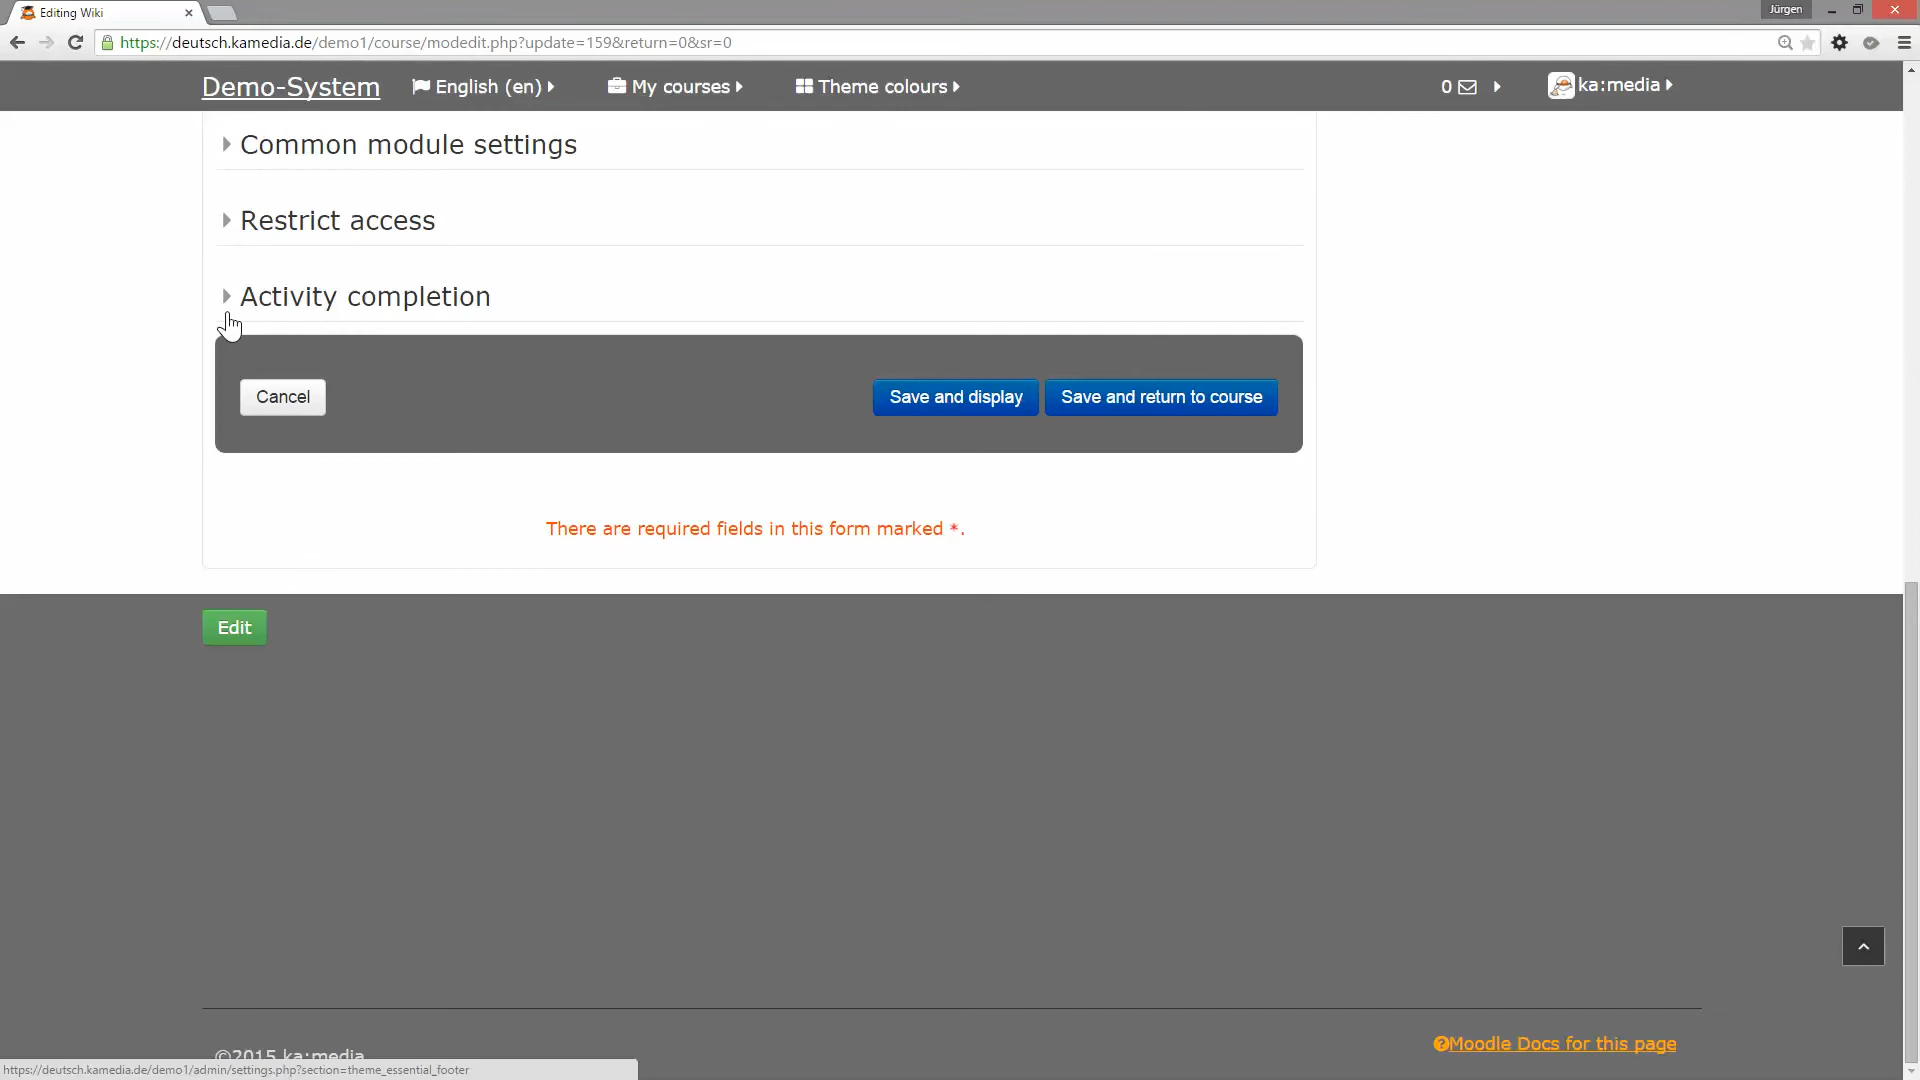 Editing Wiki
Jürgen
https://deutsch.kamedia.de/demo1/course/modedit.php?update=159&return=0&sr=0
Demo-System English (en) My courses Theme colours 0 ka:media
Common module settings
Restrict access
Activity completion
Cancel Save and display Save and return to course
There are required fields in this form marked *.
Edit
Moodle Docs for this page
©2015 ka:media
https://deutsch.kamedia.de/demo1/admin/settings.php?section=theme_essential_footer